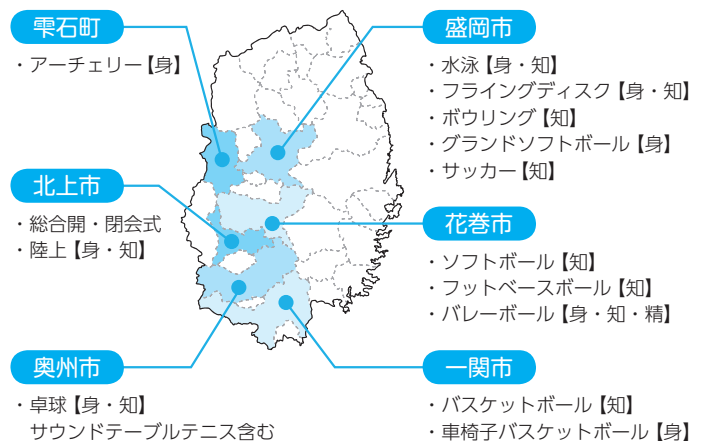 雫石町
・アーチェリー【身】
盛岡市
・水泳【身・知】
・フライングディスク【身・知】
・ボウリング【知】
・グランドソフトボール【身】
・サッカー【知】
北上市
・総合開・閉会式
・陸上【身・知】
花巻市
・ソフトボール【知】
・フットベースボール【知】
・バレーボール【身・知・精】
奥州市
・卓球【身・知】
サウンドテーブルテニス含む
一関市
・バスケットボール【知】
・車椅子バスケットボール【身】